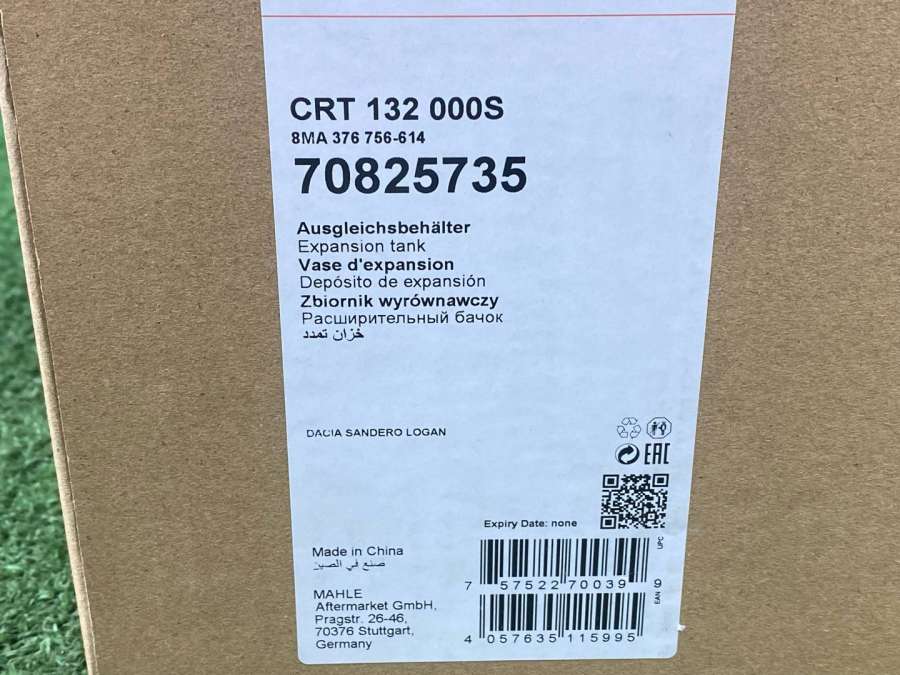 CRT 132 000S
8MA 376 756-614
70825735
Ausgleichsbehälter
Expansion tank
Vase d'expansion
Depósito de expansión
Zbiornik wyrównawczy
Расширительный бачок
خزان تمدد
DACIA SANDERO LOGAN
EAC
Expiry Date: none
Made in China
صنع في الصين
UPC
7 57522 70039 9
MAHLE
Aftermarket GmbH,
Pragstr. 26-46,
70376 Stuttgart,
Germany
EAN
4 057635 115995